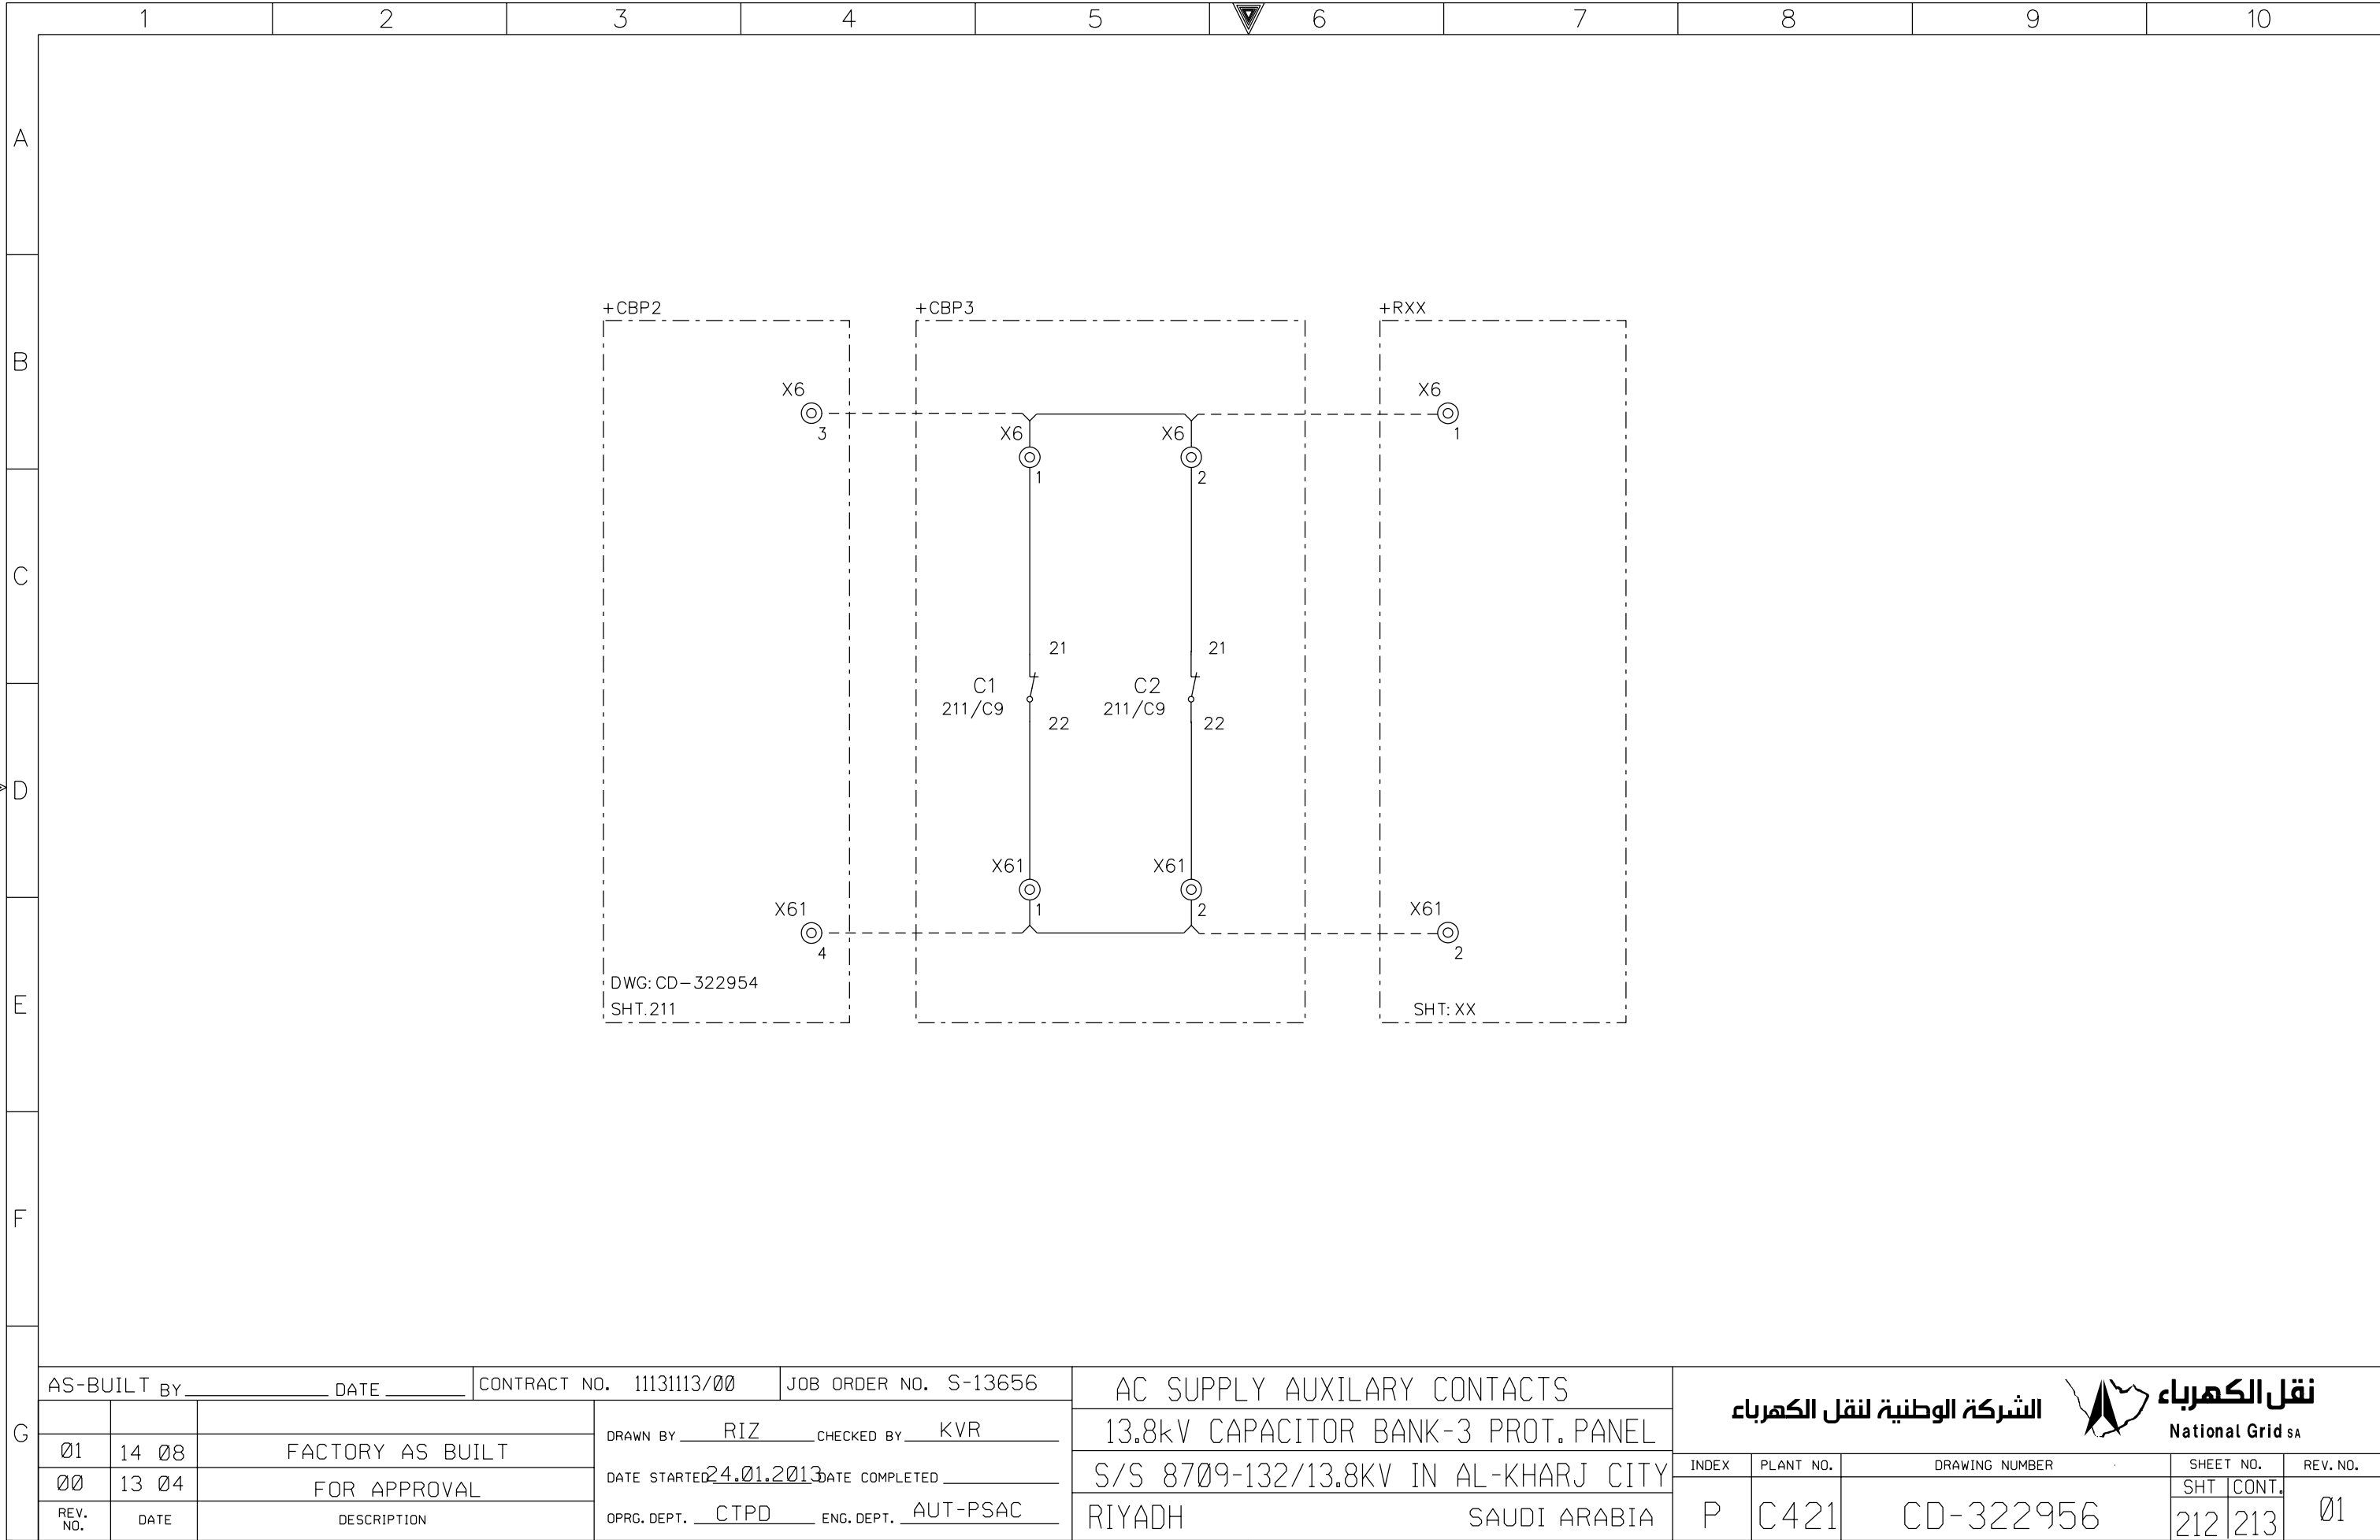 1 2 3 4 5 6 7 8 9 10
A
B
C
D
E
F
G
+CBP2 +CBP3 +RXX
X6 X6
3 X6 X6 1
1 2
21 21
C1 C2
211/C9 211/C9
22 22
X61 X61
X61 1 2 X61
4 2
DWG:CD-322954
SHT.211 SHT:XX
AS-BUILT BY DATE CONTRACT NO. 11131113/00 JOB ORDER NO. S-13656
01 14 08 FACTORY AS BUILT
00 13 04 FOR APPROVAL
REV. NO. DATE DESCRIPTION
DRAWN BY RIZ CHECKED BY KVR
DATE STARTED 24.01.2013 DATE COMPLETED
OPRG. DEPT. CTPD ENG. DEPT. AUT-PSAC
AC SUPPLY AUXILARY CONTACTS
13.8kV CAPACITOR BANK-3 PROT. PANEL
S/S 8709-132/13.8KV IN AL-KHARJ CITY
RIYADH SAUDI ARABIA
الشركة الوطنية لنقل الكهرباء
نقل الكهرباء
National Grid SA
INDEX PLANT NO. DRAWING NUMBER SHEET NO. REV. NO.
SHT CONT.
P C421 CD-322956 212 213 01